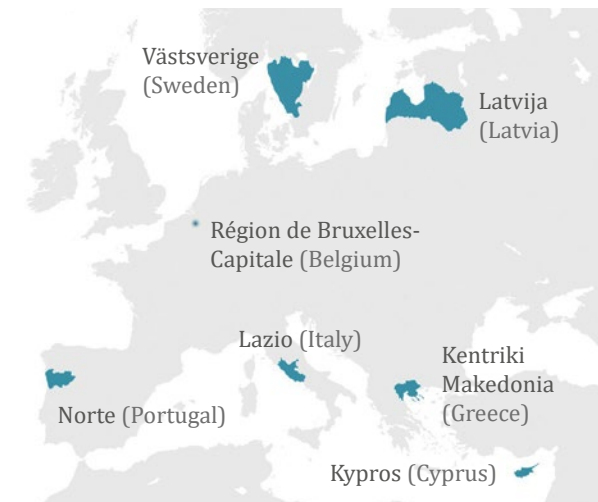 Västsverige
(Sweden)
Latvija
(Latvia)
Région de Bruxelles-
Capitale (Belgium)
Lazio (Italy)
Kentriki
Makedonia
(Greece)
Norte (Portugal)
Kypros (Cyprus)